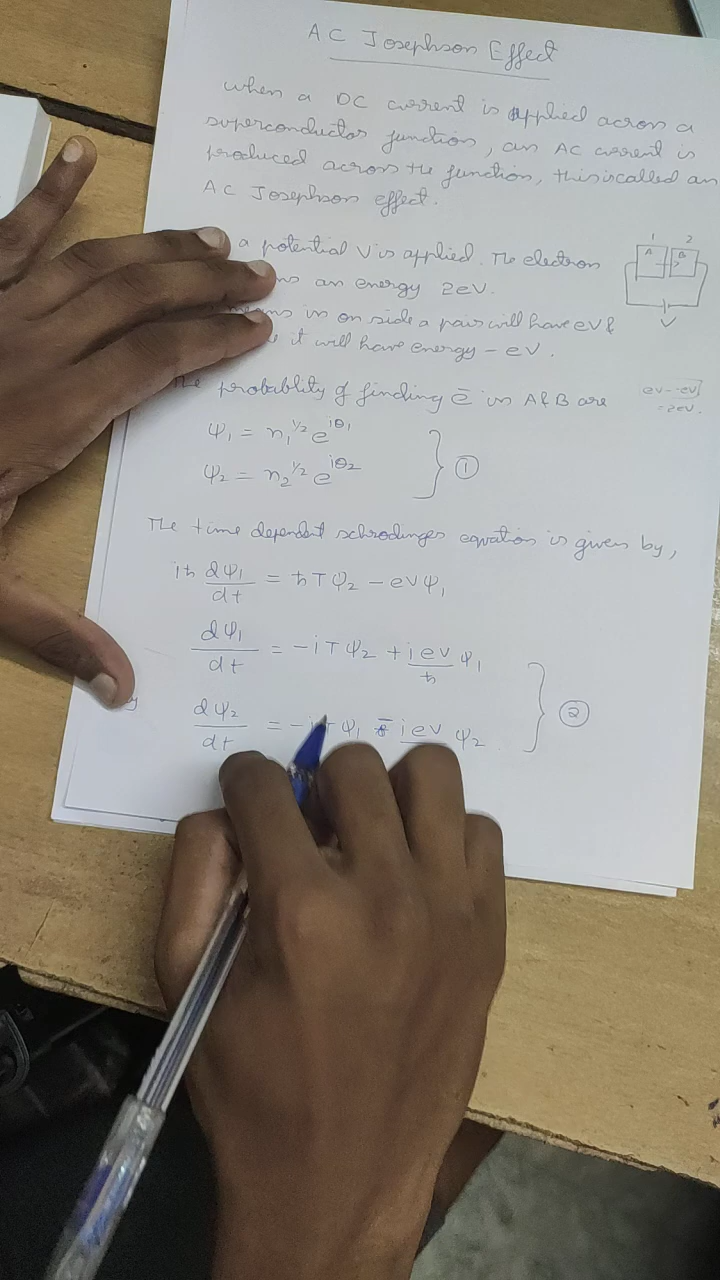 AC Josephson Effect
when a DC current is applied across a
superconductor junction, an AC current is
produced across the junction, this is called an
AC Josephson effect.
a potential V is applied. The electron
an energy 2eV.
in on side a pair will have eV &
it will have energy - eV.
1 2
A B
V
The probablity of finding ē in A & B are
eV--eV
=2eV.
ψ₁ = n₁^½ e^iθ₁
ψ₂ = n₂^½ e^iθ₂
①
The time dependent schrodinger equation is given by,
iħ dψ₁/dt = ħTψ₂ - eVψ₁
dψ₁/dt = -iTψ₂ + ieV/ħ ψ₁
dψ₂/dt = -iTψ₁ - ieV ψ₂
②